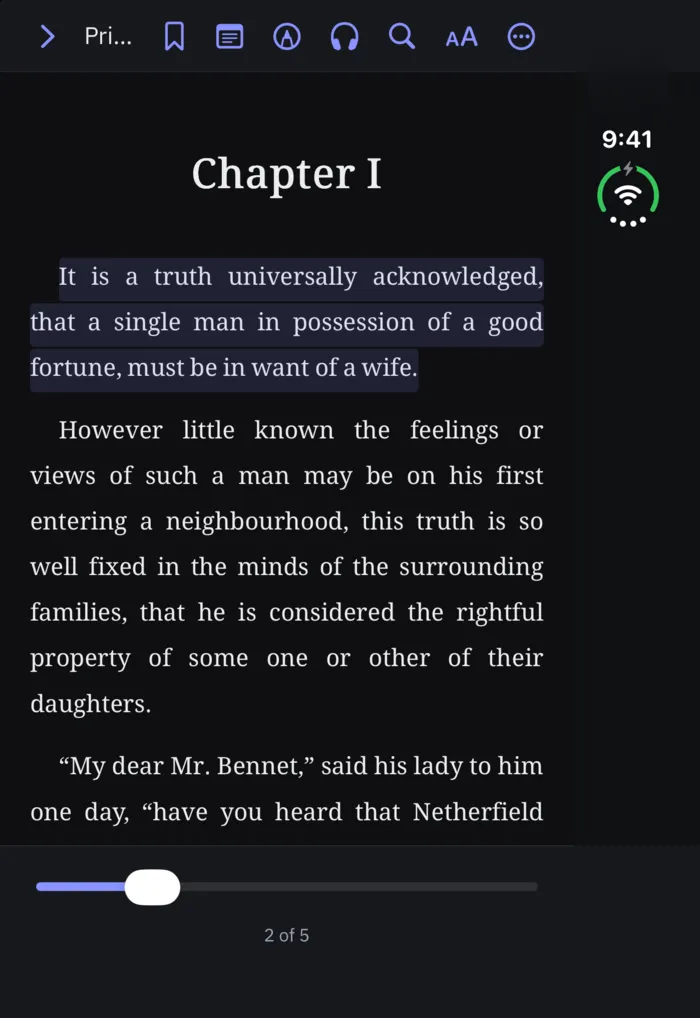 Pri...
AA
9:41
Chapter I
It is a truth universally acknowledged,
that a single man in possession of a good
fortune, must be in want of a wife.
However little known the feelings or
views of such a man may be on his first
entering a neighbourhood, this truth is so
well fixed in the minds of the surrounding
families, that he is considered the rightful
property of some one or other of their
daughters.
“My dear Mr. Bennet,” said his lady to him
one day, “have you heard that Netherfield
2 of 5